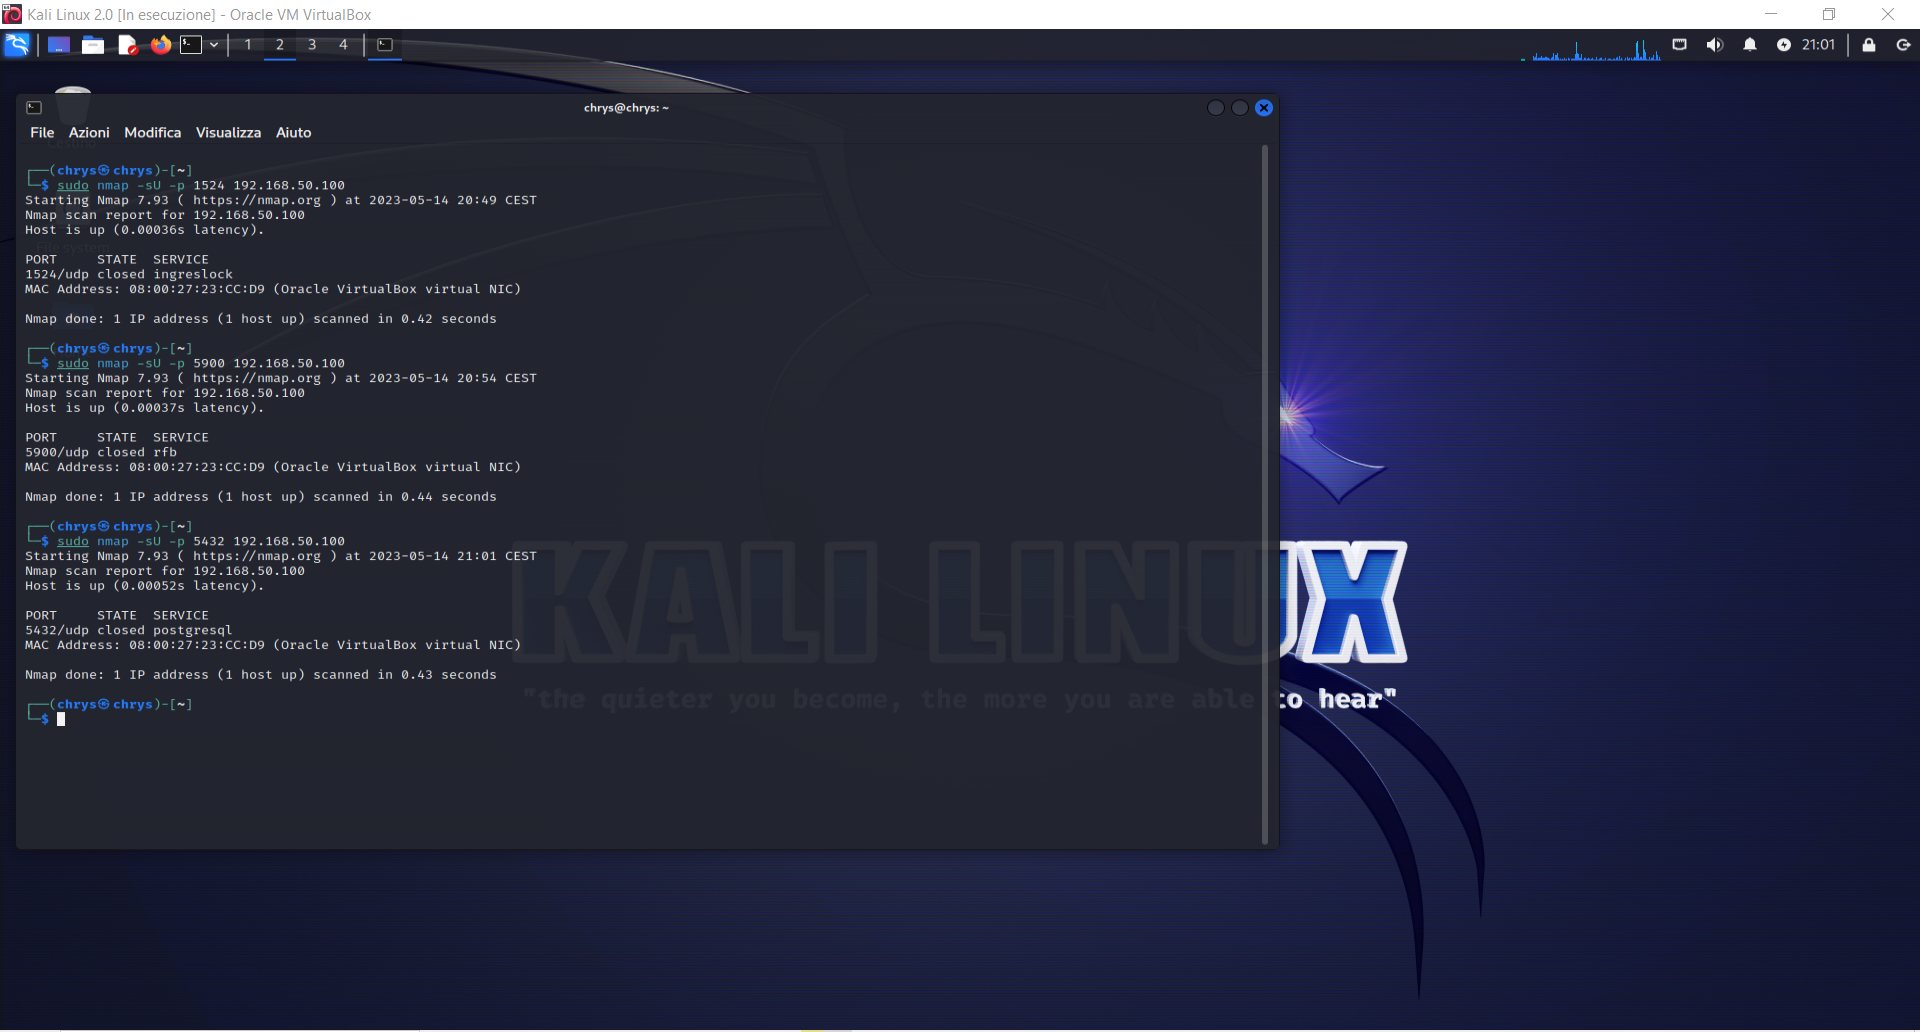 Kali Linux 2.0 [In esecuzione] - Oracle VM VirtualBox
1 2 3 4 21:01
chrys@chrys: ~
File Azioni Modifica Visualizza Aiuto
Cestino
┌──(chrys㉿chrys)-[~]
└─$ sudo nmap -sU -p 1524 192.168.50.100
Starting Nmap 7.93 ( https://nmap.org ) at 2023-05-14 20:49 CEST
Nmap scan report for 192.168.50.100
Host is up (0.00036s latency).
File system
PORT     STATE  SERVICE
1524/udp closed ingreslock
MAC Address: 08:00:27:23:CC:D9 (Oracle VirtualBox virtual NIC)
Nmap done: 1 IP address (1 host up) scanned in 0.42 seconds
┌──(chrys㉿chrys)-[~]
└─$ sudo nmap -sU -p 5900 192.168.50.100
Starting Nmap 7.93 ( https://nmap.org ) at 2023-05-14 20:54 CEST
Nmap scan report for 192.168.50.100
Host is up (0.00037s latency).
PORT     STATE  SERVICE
5900/udp closed rfb
MAC Address: 08:00:27:23:CC:D9 (Oracle VirtualBox virtual NIC)
Nmap done: 1 IP address (1 host up) scanned in 0.44 seconds
┌──(chrys㉿chrys)-[~]
└─$ sudo nmap -sU -p 5432 192.168.50.100
Starting Nmap 7.93 ( https://nmap.org ) at 2023-05-14 21:01 CEST
Nmap scan report for 192.168.50.100
Host is up (0.00052s latency).
PORT     STATE  SERVICE
5432/udp closed postgresql
MAC Address: 08:00:27:23:CC:D9 (Oracle VirtualBox virtual NIC)
Nmap done: 1 IP address (1 host up) scanned in 0.43 seconds
┌──(chrys㉿chrys)-[~]
└─$
KALI LINUX
"the quieter you become, the more you are able to hear"